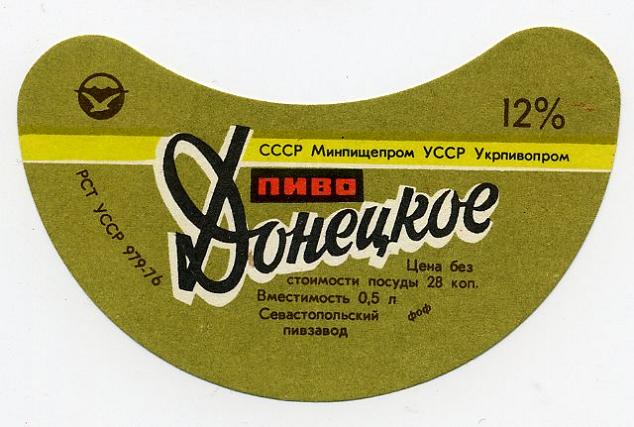 12%
СССР Минпищепром УССР Укрпивопром
пиво
Донецкое
РСТ УССР 979-76
Цена без
стоимости посуды 28 коп.
Вместимость 0,5 л
Севастопольский
пивзавод
фоф